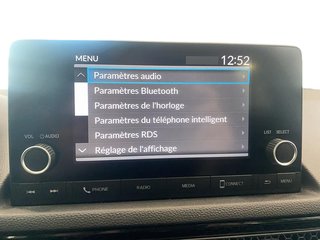 MENU 12:52
Paramètres audio
Paramètres Bluetooth
Paramètres de l'horloge
Paramètres du téléphone intelligent
Paramètres RDS
Réglage de l'affichage
VOL AUDIO
LIST SELECT
PHONE RADIO MEDIA CONNECT MENU